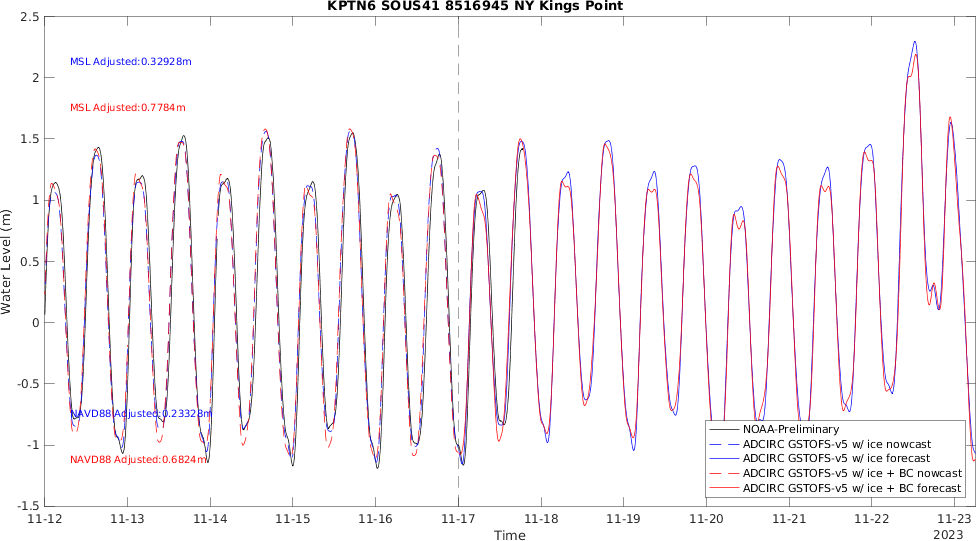 KPTN6 SOUS41 8516945 NY Kings Point
2.5
2
1.5
1
0.5
0
-0.5
-1
-1.5
Water Level (m)
MSL Adjusted:0.32928m
MSL Adjusted:0.7784m
NAVD88 Adjusted:0.23328m
NAVD88 Adjusted:0.6824m
NOAA-Preliminary
ADCIRC GSTOFS-v5 w/ ice nowcast
ADCIRC GSTOFS-v5 w/ ice forecast
ADCIRC GSTOFS-v5 w/ ice + BC nowcast
ADCIRC GSTOFS-v5 w/ ice + BC forecast
11-12 11-13 11-14 11-15 11-16 11-17 11-18 11-19 11-20 11-21 11-22 11-23
Time
2023